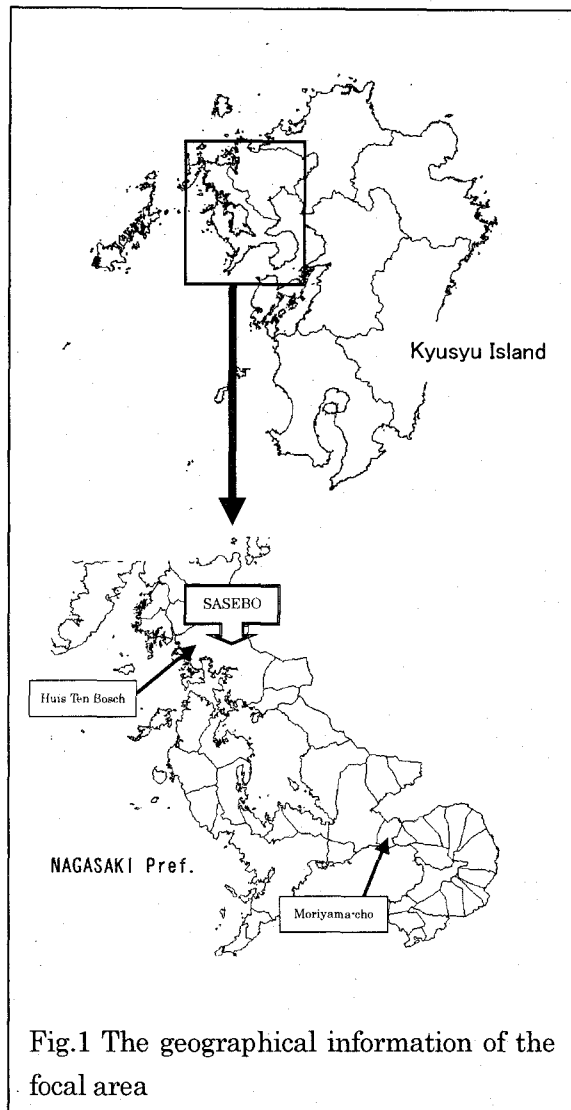 Kyusyu Island
SASEBO
Huis Ten Bosch
NAGASAKI Pref.
Moriyama-cho
Fig.1 The geographical information of the
focal area